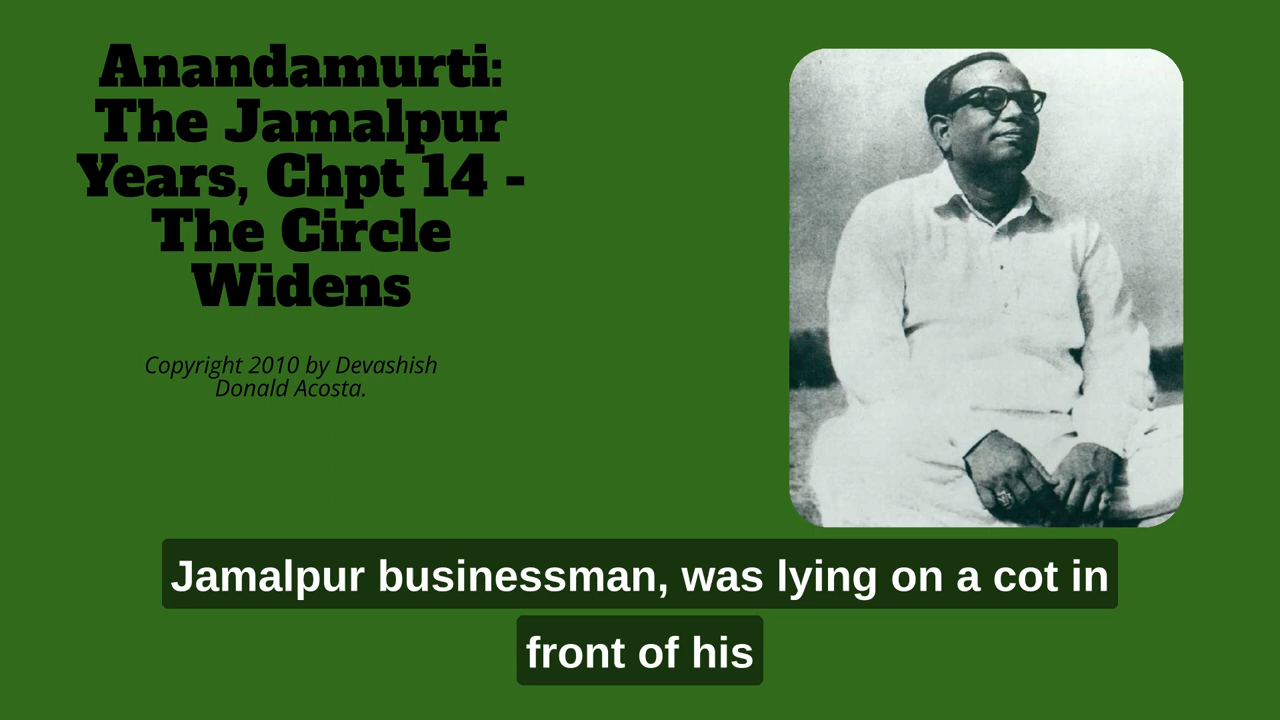 Anandamurti:
The Jamalpur
Years, Chpt 14 -
The Circle
Widens
Copyright 2010 by Devashish
Donald Acosta.
Jamalpur businessman, was lying on a cot in
front of his